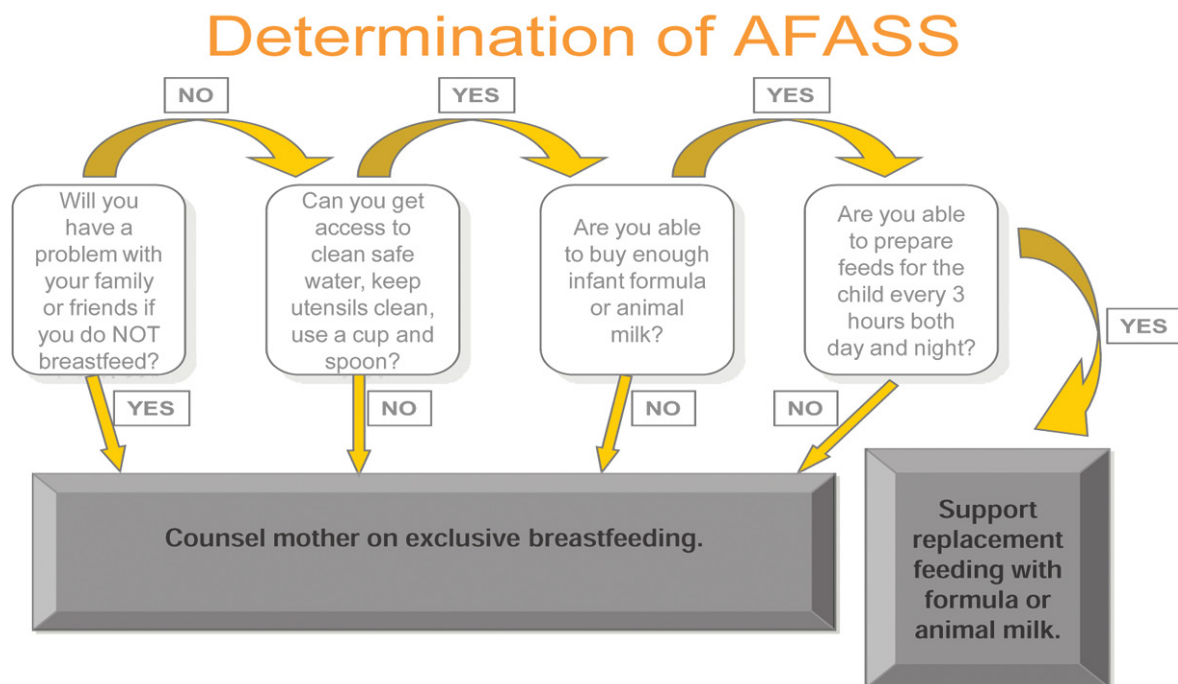 Determination of AFASS
NO
YES
YES
Will you
have a
problem with
your family
or friends if
you do NOT
breastfeed?
Can you get
access to
clean safe
water, keep
utensils clean,
use a cup and
spoon?
Are you able
to buy enough
infant formula
or animal
milk?
Are you able
to prepare
feeds for the
child every 3
hours both
day and night?
YES
YES
NO
NO
NO
Counsel mother on exclusive breastfeeding.
Support
replacement
feeding with
formula or
animal milk.